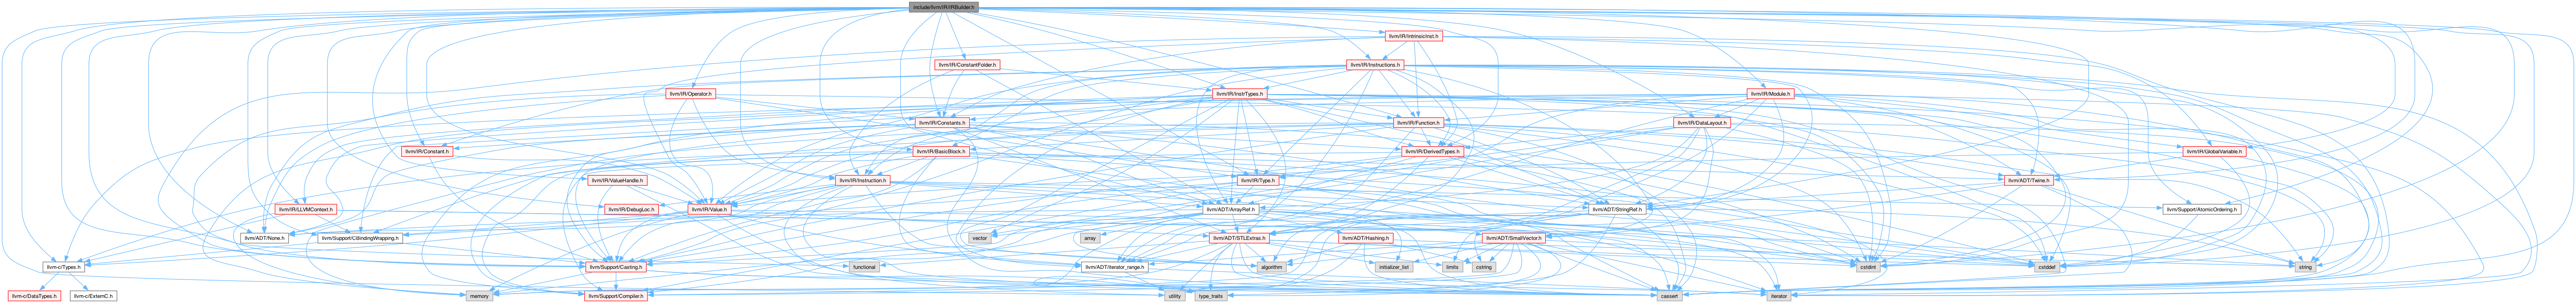 include/llvm/IR/IRBuilder.h
llvm/IR/IntrinsicInst.h
llvm/IR/ConstantFolder.h
llvm/IR/Instructions.h
llvm/IR/Operator.h
llvm/IR/InstrTypes.h
llvm/IR/Module.h
llvm/IR/Constants.h
llvm/IR/Function.h
llvm/IR/DataLayout.h
llvm/IR/Constant.h
llvm/IR/BasicBlock.h
llvm/IR/DerivedTypes.h
llvm/IR/GlobalVariable.h
llvm/IR/ValueHandle.h
llvm/IR/Instruction.h
llvm/IR/Type.h
llvm/ADT/Twine.h
llvm/IR/LLVMContext.h
llvm/IR/DebugLoc.h
llvm/IR/Value.h
llvm/ADT/ArrayRef.h
llvm/ADT/StringRef.h
llvm/Support/AtomicOrdering.h
llvm/ADT/None.h
llvm/Support/CBindingWrapping.h
vector
array
llvm/ADT/STLExtras.h
llvm/ADT/Hashing.h
llvm/ADT/SmallVector.h
llvm-c/Types.h
llvm/Support/Casting.h
functional
llvm/ADT/iterator_range.h
algorithm
initializer_list
limits
cstring
cstdint
cstddef
string
llvm-c/DataTypes.h
llvm-c/ExternC.h
memory
llvm/Support/Compiler.h
utility
type_traits
cassert
iterator